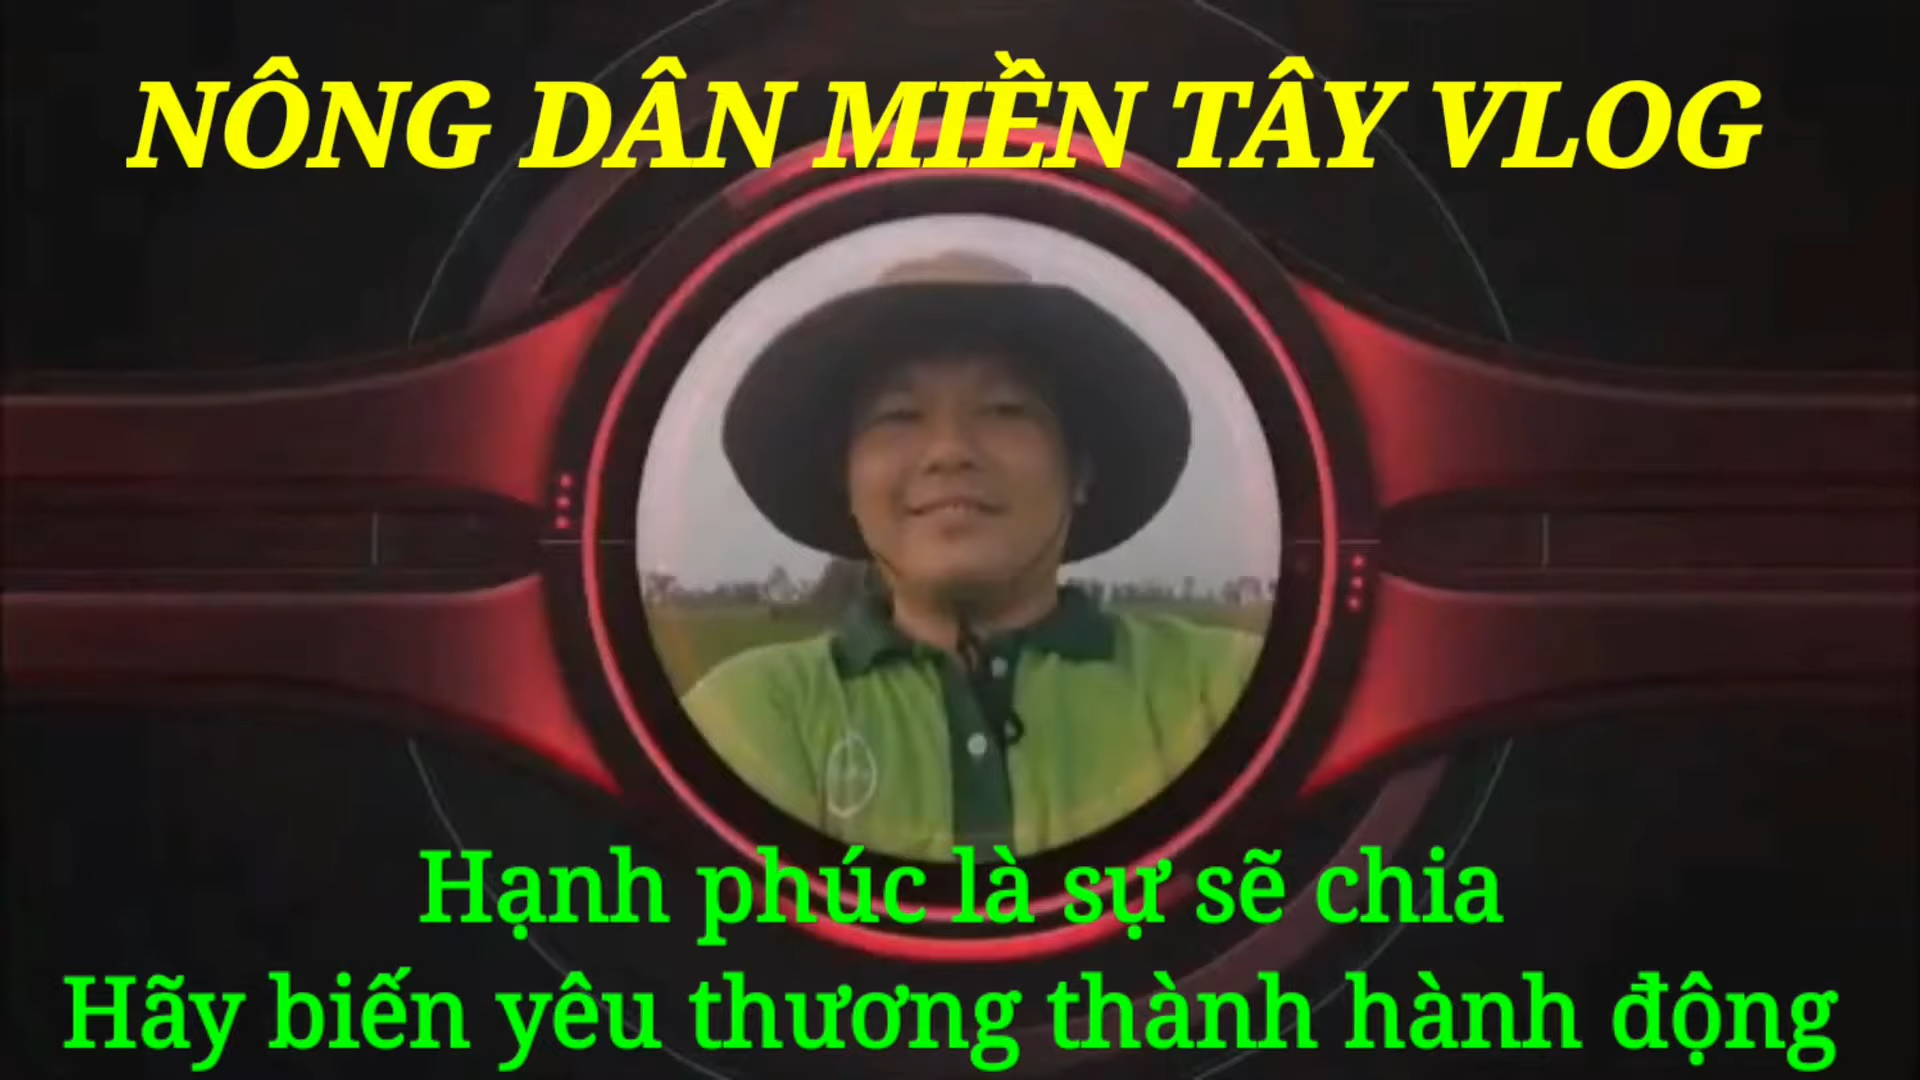 NÔNG DÂN MIỀN TÂY VLOG
Hạnh phúc là sự sẽ chia
Hãy biến yêu thương thành hành động